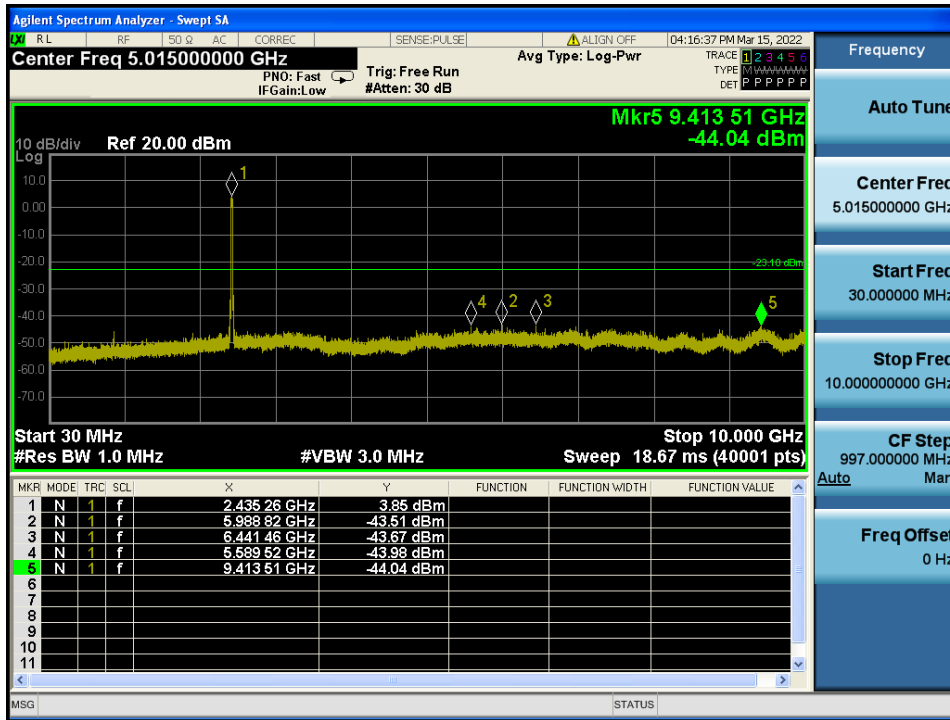 Agilent Spectrum Analyzer - Swept SA
LXI RL RF 50 Ω AC CORREC SENSE:PULSE ALIGN OFF 04:16:37 PM Mar 15, 2022
Center Freq 5.015000000 GHz
PNO: Fast
IFGain:Low
Trig: Free Run
#Atten: 30 dB
Avg Type: Log-Pwr
TRACE 1 2 3 4 5 6
TYPE M W W W W W
DET P P P P P P
Mkr5 9.413 51 GHz
-44.04 dBm
10 dB/div Ref 20.00 dBm
Log
10.0
0.00
-10.0
-20.0
-30.0
-40.0
-50.0
-60.0
-70.0
-23.10 dBm
1
4 2 3 5
Start 30 MHz Stop 10.000 GHz
#Res BW 1.0 MHz #VBW 3.0 MHz Sweep 18.67 ms (40001 pts)
MKR MODE TRC SCL X Y FUNCTION FUNCTION WIDTH FUNCTION VALUE
1 N 1 f 2.435 26 GHz 3.85 dBm
2 N 1 f 5.988 82 GHz -43.51 dBm
3 N 1 f 6.441 46 GHz -43.67 dBm
4 N 1 f 5.589 52 GHz -43.98 dBm
5 N 1 f 9.413 51 GHz -44.04 dBm
6
7
8
9
10
11
MSG STATUS
Frequency
Auto Tune
Center Freq
5.015000000 GHz
Start Freq
30.000000 MHz
Stop Freq
10.000000000 GHz
CF Step
997.000000 MHz
Auto Man
Freq Offset
0 Hz